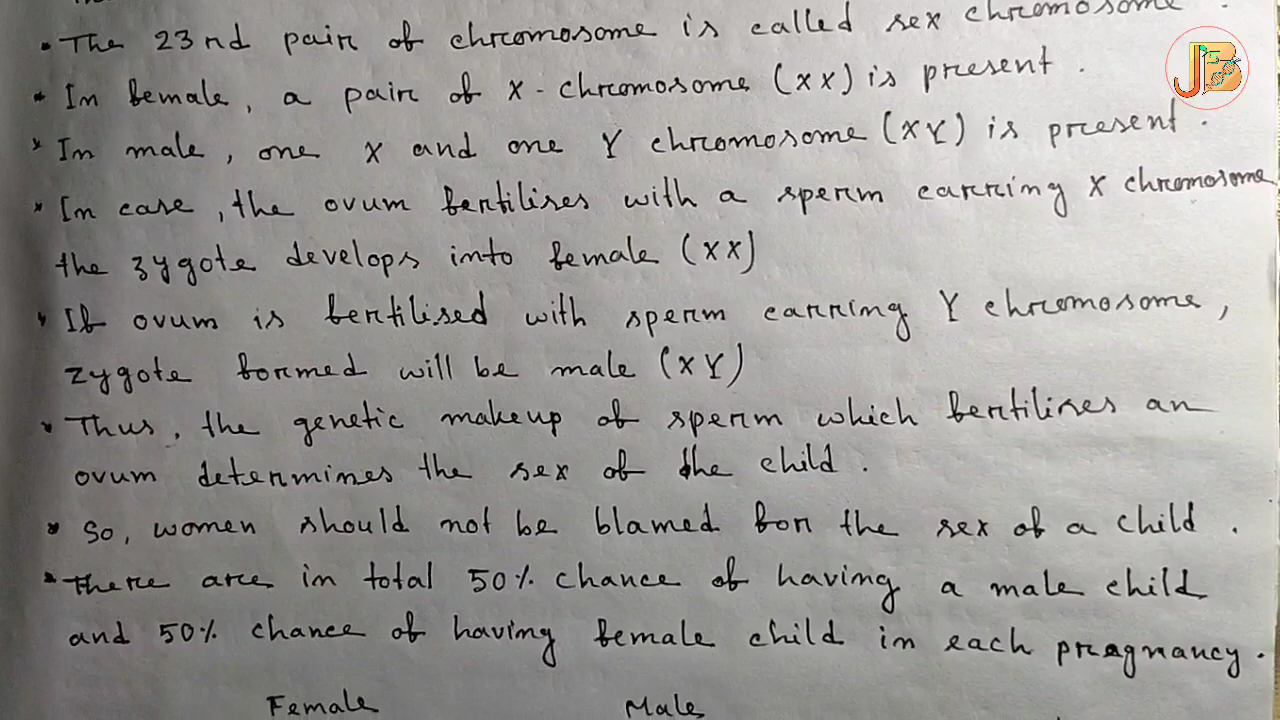 • The 23rd pair of chromosome is called sex chromosome.
* In female, a pair of X-chromosome (XX) is present.
* In male, one X and one Y chromosome (XY) is present.
* In case, the ovum fertilises with a sperm carring X chromosome
the zygote develops into female (XX)
* If ovum is fertilised with sperm carring Y chromosome,
zygote formed will be male (XY)
• Thus, the genetic makeup of sperm which fertilises an
ovum determines the sex of the child.
* So, women should not be blamed for the sex of a child.
* There are in total 50% chance of having a male child
and 50% chance of having female child in each pregnancy.
Female Male
JB